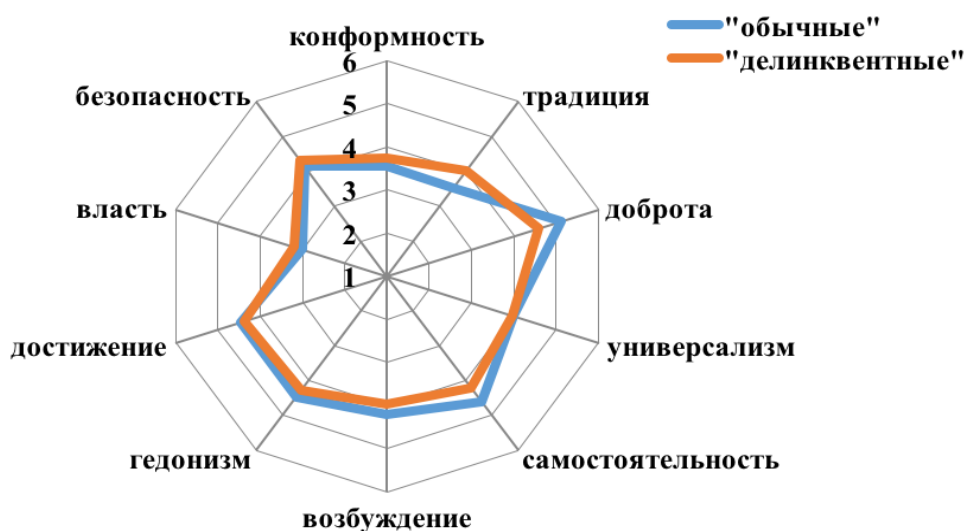 "обычные"
"делинквентные"
конформность
6
безопасность
традиция
5
4
3
власть
доброта
2
1
достижение
универсализм
гедонизм
самостоятельность
возбуждение